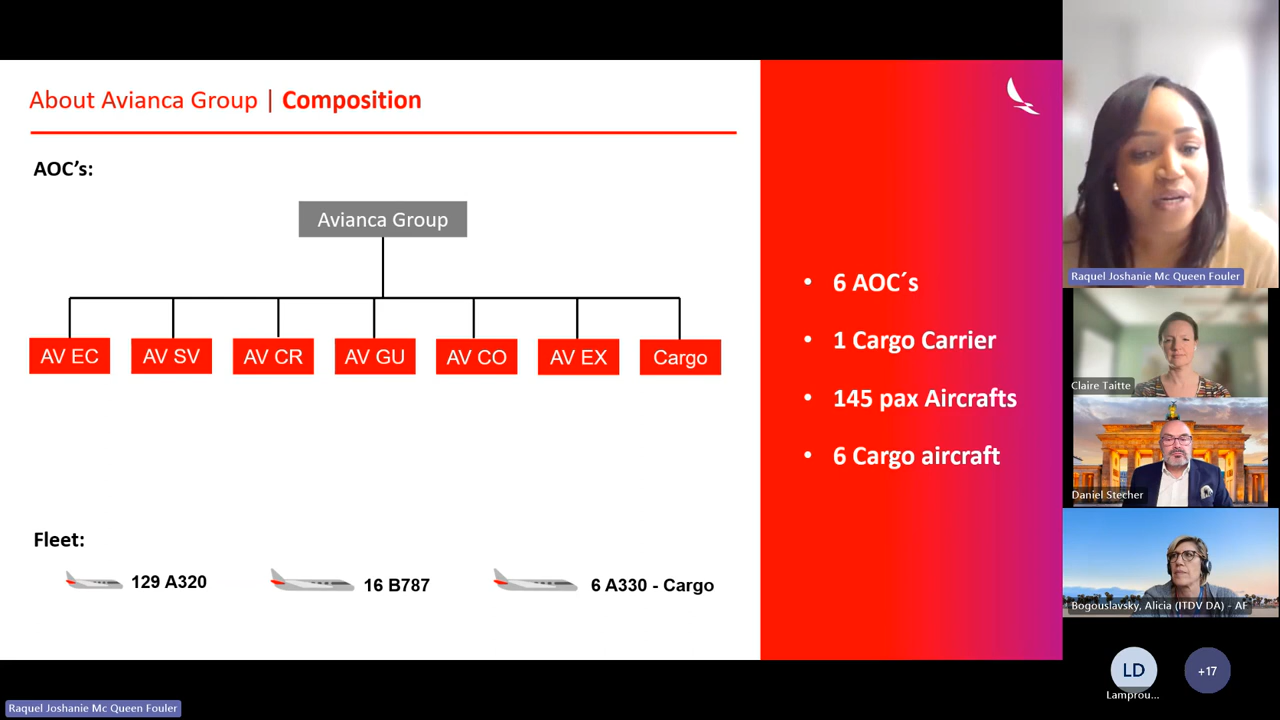 About Avianca Group | Composition
AOC’s:
Avianca Group
AV EC
AV SV
AV CR
AV GU
AV CO
AV EX
Cargo
Fleet:
129 A320
16 B787
6 A330 - Cargo
• 6 AOC´s
• 1 Cargo Carrier
• 145 pax Aircrafts
• 6 Cargo aircraft
Raquel Joshanie Mc Queen Fouler
Claire Taitte
Daniel Stecher
Bogouslavsky, Alicia (ITDV DA) - AF
LD
Lamprou...
+17
Raquel Joshanie Mc Queen Fouler